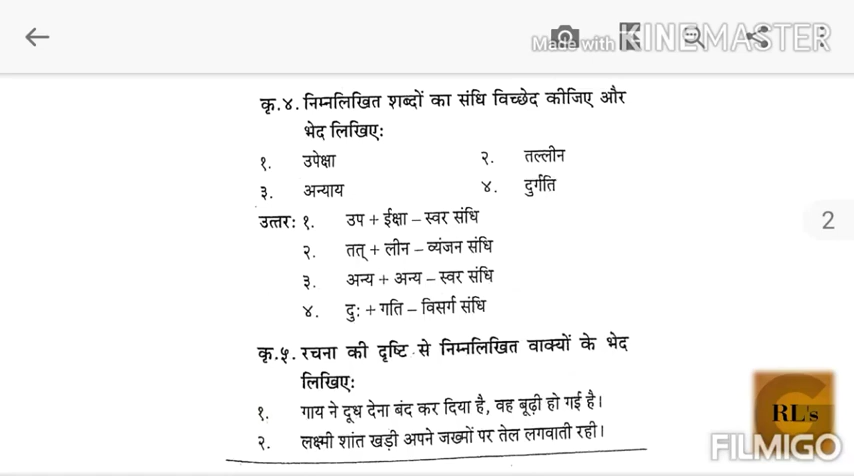 Made with KINEMASTER
कृ.४. निम्नलिखित शब्दों का संधि विच्छेद कीजिए और
भेद लिखिए:
१. उपेक्षा २. तल्लीन
३. अन्याय ४. दुर्गति
उत्तर: १. उप + ईक्षा – स्वर संधि
२. तत् + लीन – व्यंजन संधि
३. अन्य + अन्य – स्वर संधि
४. दु: + गति – विसर्ग संधि
2
कृ.५. रचना की दृष्टि से निम्नलिखित वाक्यों के भेद
लिखिए:
१. गाय ने दूध देना बंद कर दिया है, वह बूढ़ी हो गई है।
२. लक्ष्मी शांत खड़ी अपने जख्मों पर तेल लगवाती रही।
RL's
FILMIGO